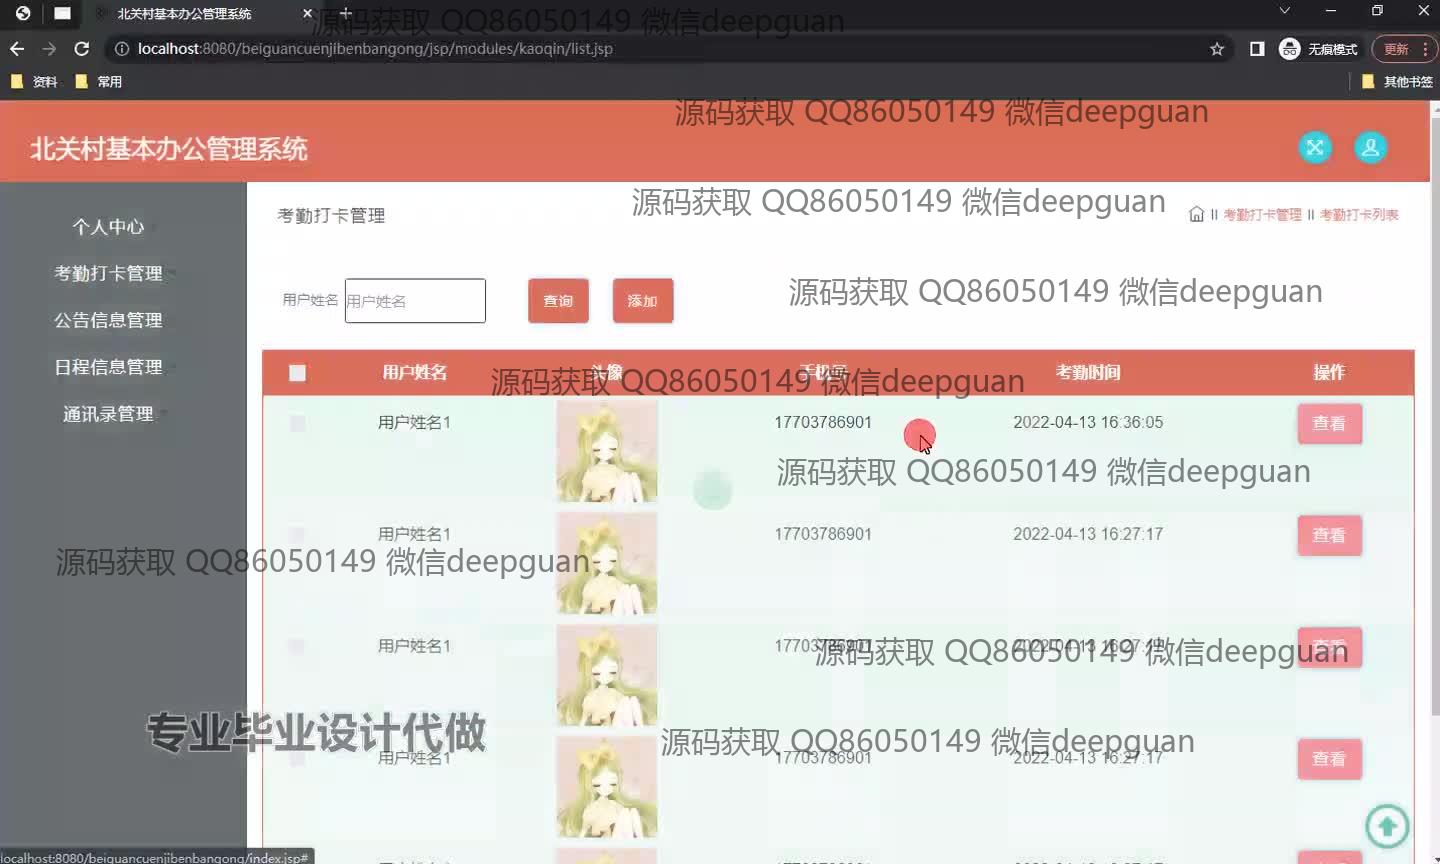 北关村基本办公管理系统
源码获取 QQ86050149 微信deepguan
localhost:8080/beiguancuenjibenbangong/jsp/modules/kaoqin/list.jsp
无痕模式
更新
资料
常用
其他书签
源码获取 QQ86050149 微信deepguan
北关村基本办公管理系统
源码获取 QQ86050149 微信deepguan
个人中心
考勤打卡管理
公告信息管理
日程信息管理
通讯录管理
考勤打卡管理
考勤打卡管理
考勤打卡列表
源码获取 QQ86050149 微信deepguan
用户姓名
用户姓名
查询
添加
用户姓名 头像 手机号 考勤时间 操作
源码获取 QQ86050149 微信deepguan
用户姓名1 17703786901 2022-04-13 16:36:05 查看
源码获取 QQ86050149 微信deepguan
用户姓名1 17703786901 2022-04-13 16:27:17 查看
源码获取 QQ86050149 微信deepguan
用户姓名1 17703786901 2022-04-13 16:27:17 查看
源码获取 QQ86050149 微信deepguan
专业毕业设计代做
源码获取 QQ86050149 微信deepguan
用户姓名1 17703786901 2022-04-13 16:27:17 查看
localhost:8080/beiguancuenjibenbangong/index.jsp#